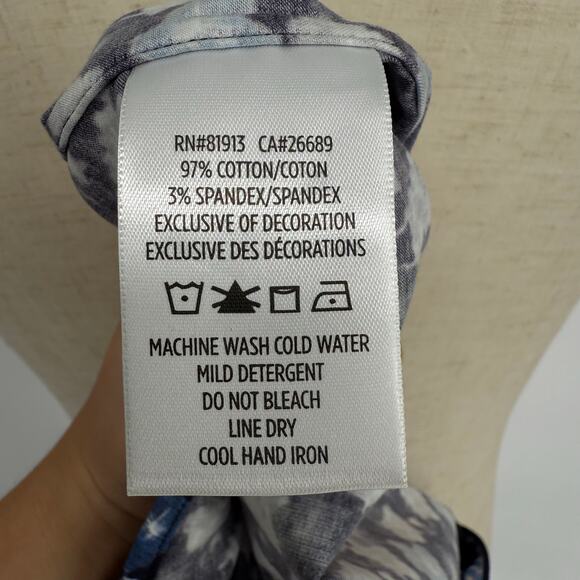 RN#81913 CA#26689
97% COTTON/COTON
3% SPANDEX/SPANDEX
EXCLUSIVE OF DECORATION
EXCLUSIVE DES DÉCORATIONS
MACHINE WASH COLD WATER
MILD DETERGENT
DO NOT BLEACH
LINE DRY
COOL HAND IRON